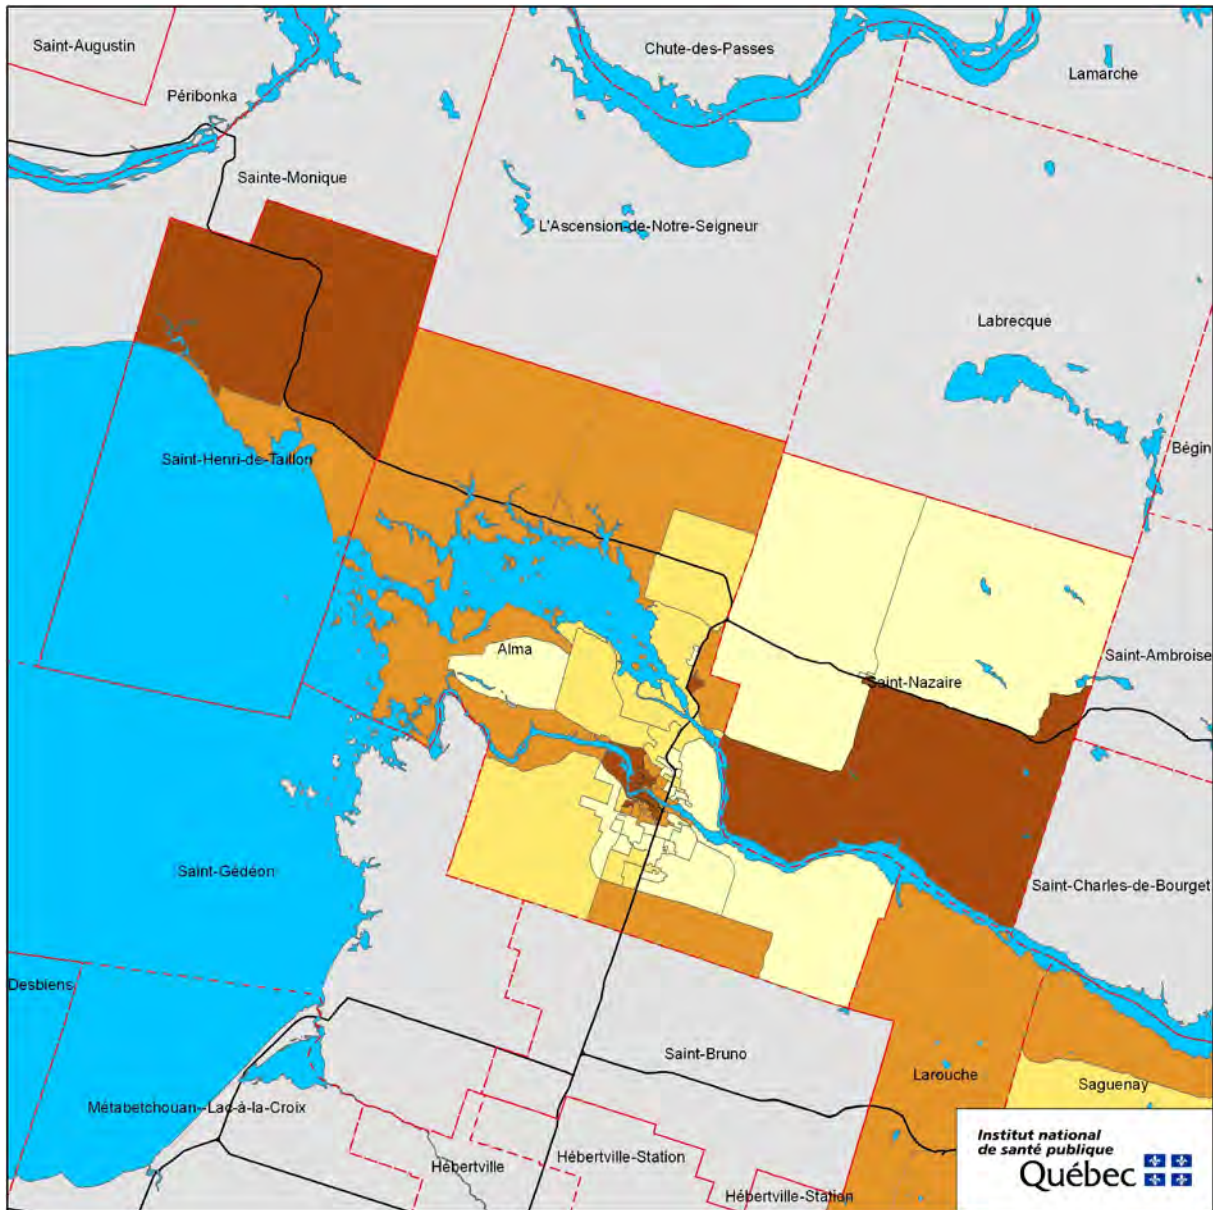 Saint-Augustin
Chute-des-Passes
Lamarche
Péribonka
Sainte-Monique
L'Ascension-de-Notre-Seigneur
Labrecque
Bégin
Saint-Henri-de-Taillon
Alma
Saint-Ambroise
Saint-Nazaire
Saint-Gédéon
Saint-Charles-de-Bourget
Desbiens
Saint-Bruno
Larouche
Saguenay
Métabetchouan--Lac-à-la-Croix
Hébertville
Hébertville-Station
Hébertville-Station
Institut national
de santé publique
Québec